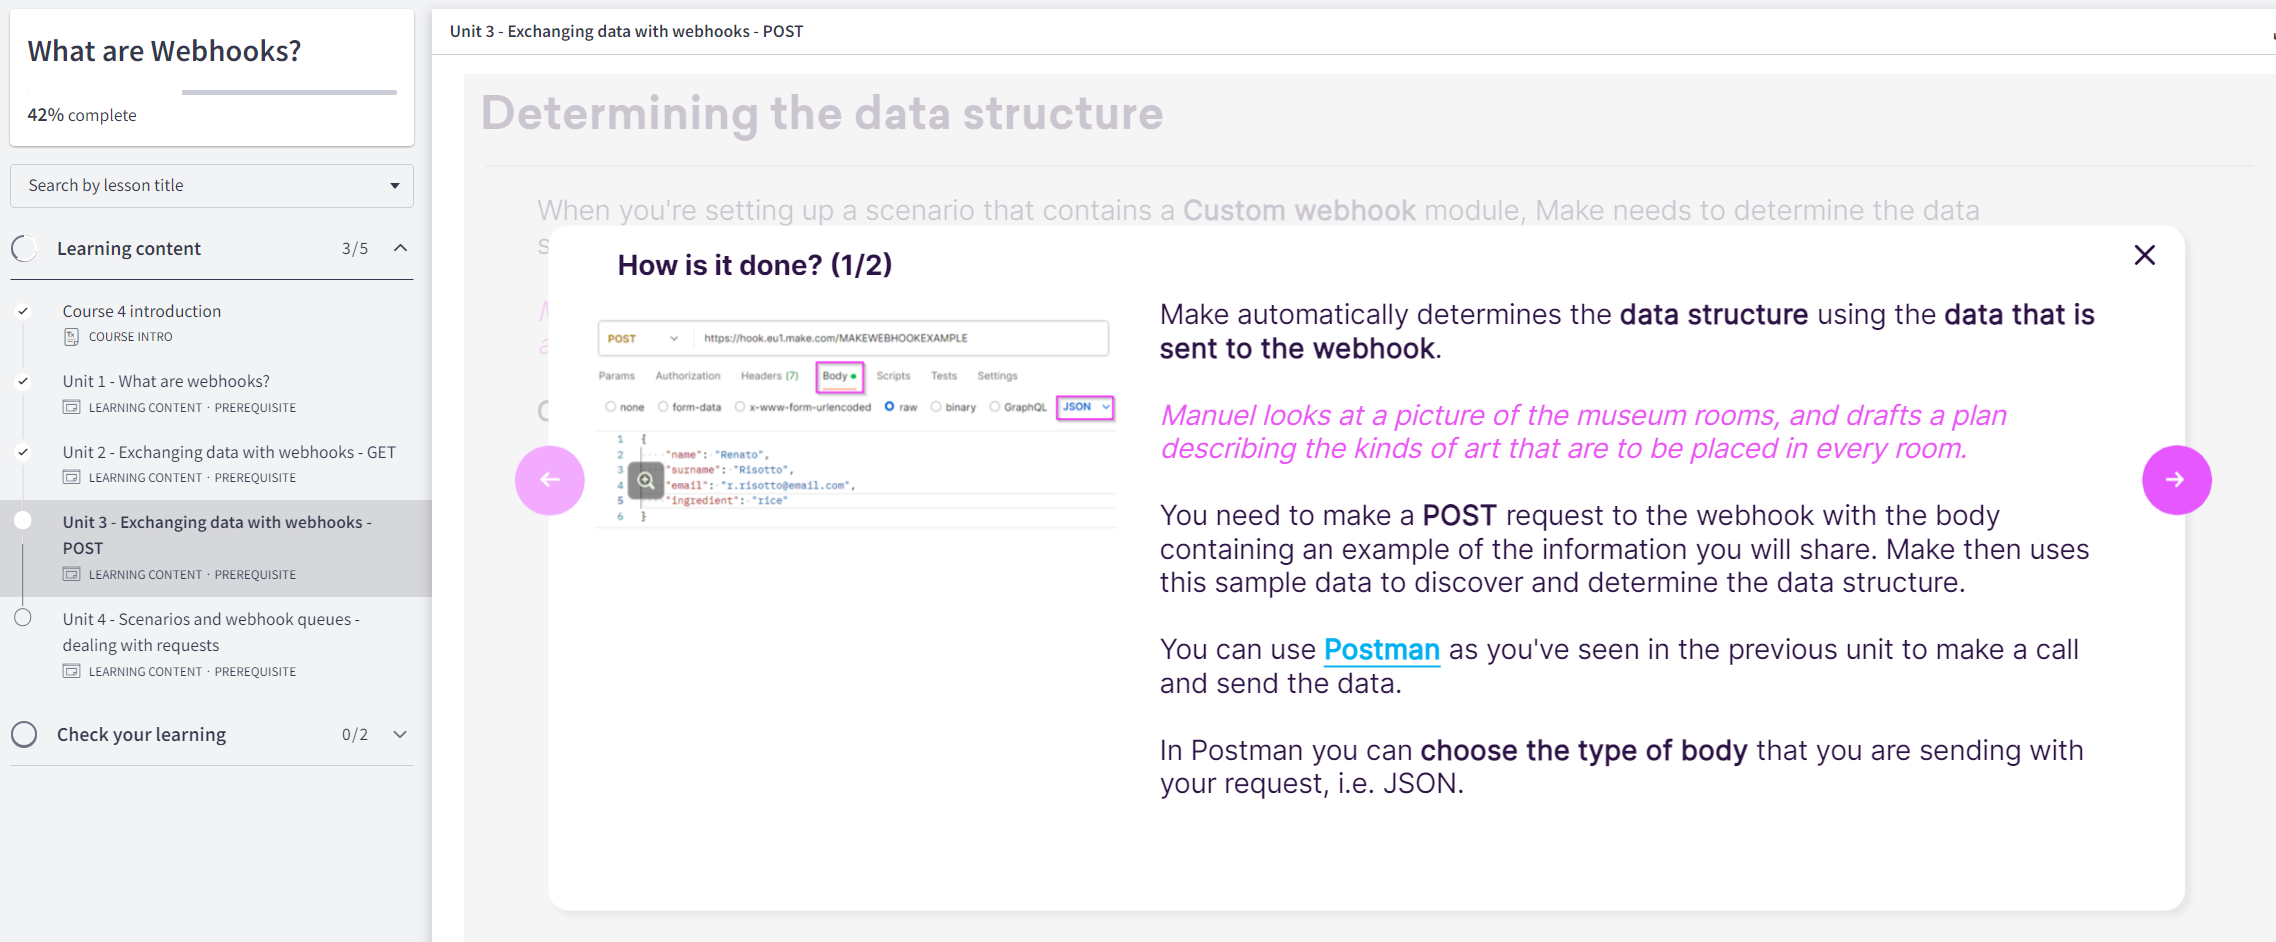 What are Webhooks?
42% complete
Search by lesson title
Learning content 3/5
Course 4 introduction
COURSE INTRO
Unit 1 - What are webhooks?
LEARNING CONTENT · PREREQUISITE
Unit 2 - Exchanging data with webhooks - GET
LEARNING CONTENT · PREREQUISITE
Unit 3 - Exchanging data with webhooks -
POST
LEARNING CONTENT · PREREQUISITE
Unit 4 - Scenarios and webhook queues -
dealing with requests
LEARNING CONTENT · PREREQUISITE
Check your learning 0/2
Unit 3 - Exchanging data with webhooks - POST
Determining the data structure
When you're setting up a scenario that contains a Custom webhook module, Make needs to determine the data
How is it done? (1/2)
POST https://hook.eu1.make.com/MAKEWEBHOOKEXAMPLE
Params Authorization Headers (7) Body Scripts Tests Settings
none form-data x-www-form-urlencoded raw binary GraphQL JSON
1 {
2 "name": "Renato",
3 "surname": "Risotto",
4 "email": "r.risotto@email.com",
5 "ingredient": "rice"
6 }
Make automatically determines the data structure using the data that is
sent to the webhook.
Manuel looks at a picture of the museum rooms, and drafts a plan
describing the kinds of art that are to be placed in every room.
You need to make a POST request to the webhook with the body
containing an example of the information you will share. Make then uses
this sample data to discover and determine the data structure.
You can use Postman as you've seen in the previous unit to make a call
and send the data.
In Postman you can choose the type of body that you are sending with
your request, i.e. JSON.